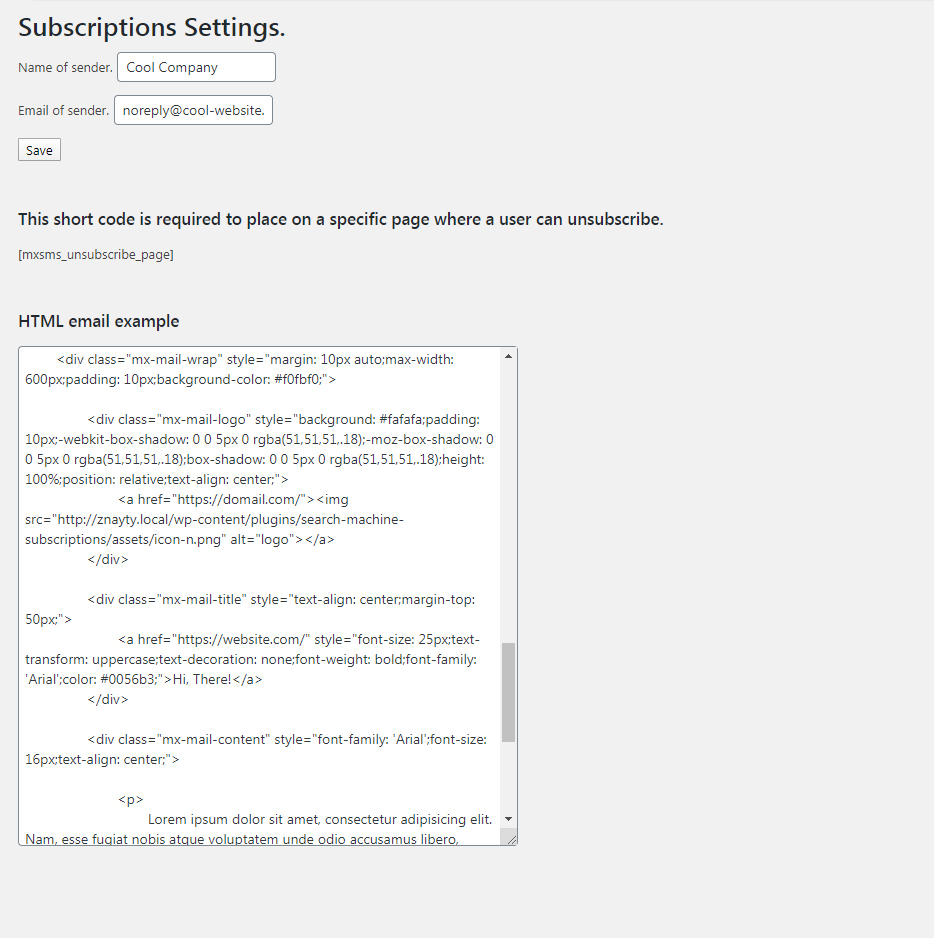 Subscriptions Settings.
Name of sender. Cool Company
Email of sender. noreply@cool-website.
Save
This short code is required to place on a specific page where a user can unsubscribe.
[mxsms_unsubscribe_page]
HTML email example
<div class="mx-mail-wrap" style="margin: 10px auto;max-width:
600px;padding: 10px;background-color: #f0fbf0;">
<div class="mx-mail-logo" style="background: #fafafa;padding:
10px;-webkit-box-shadow: 0 0 5px 0 rgba(51,51,51,.18);-moz-box-shadow: 0
0 5px 0 rgba(51,51,51,.18);box-shadow: 0 0 5px 0 rgba(51,51,51,.18);height:
100%;position: relative;text-align: center;">
<a href="https://domail.com/"><img
src="http://znayty.local/wp-content/plugins/search-machine-
subscriptions/assets/icon-n.png" alt="logo"></a>
</div>
<div class="mx-mail-title" style="text-align: center;margin-top:
50px;">
<a href="https://website.com/" style="font-size: 25px;text-
transform: uppercase;text-decoration: none;font-weight: bold;font-family:
'Arial';color: #0056b3;">Hi, There!</a>
</div>
<div class="mx-mail-content" style="font-family: 'Arial';font-size:
16px;text-align: center;">
<p>
Lorem ipsum dolor sit amet, consectetur adipisicing elit.
Nam, esse fugiat nobis atque voluptatem unde odio accusamus libero,